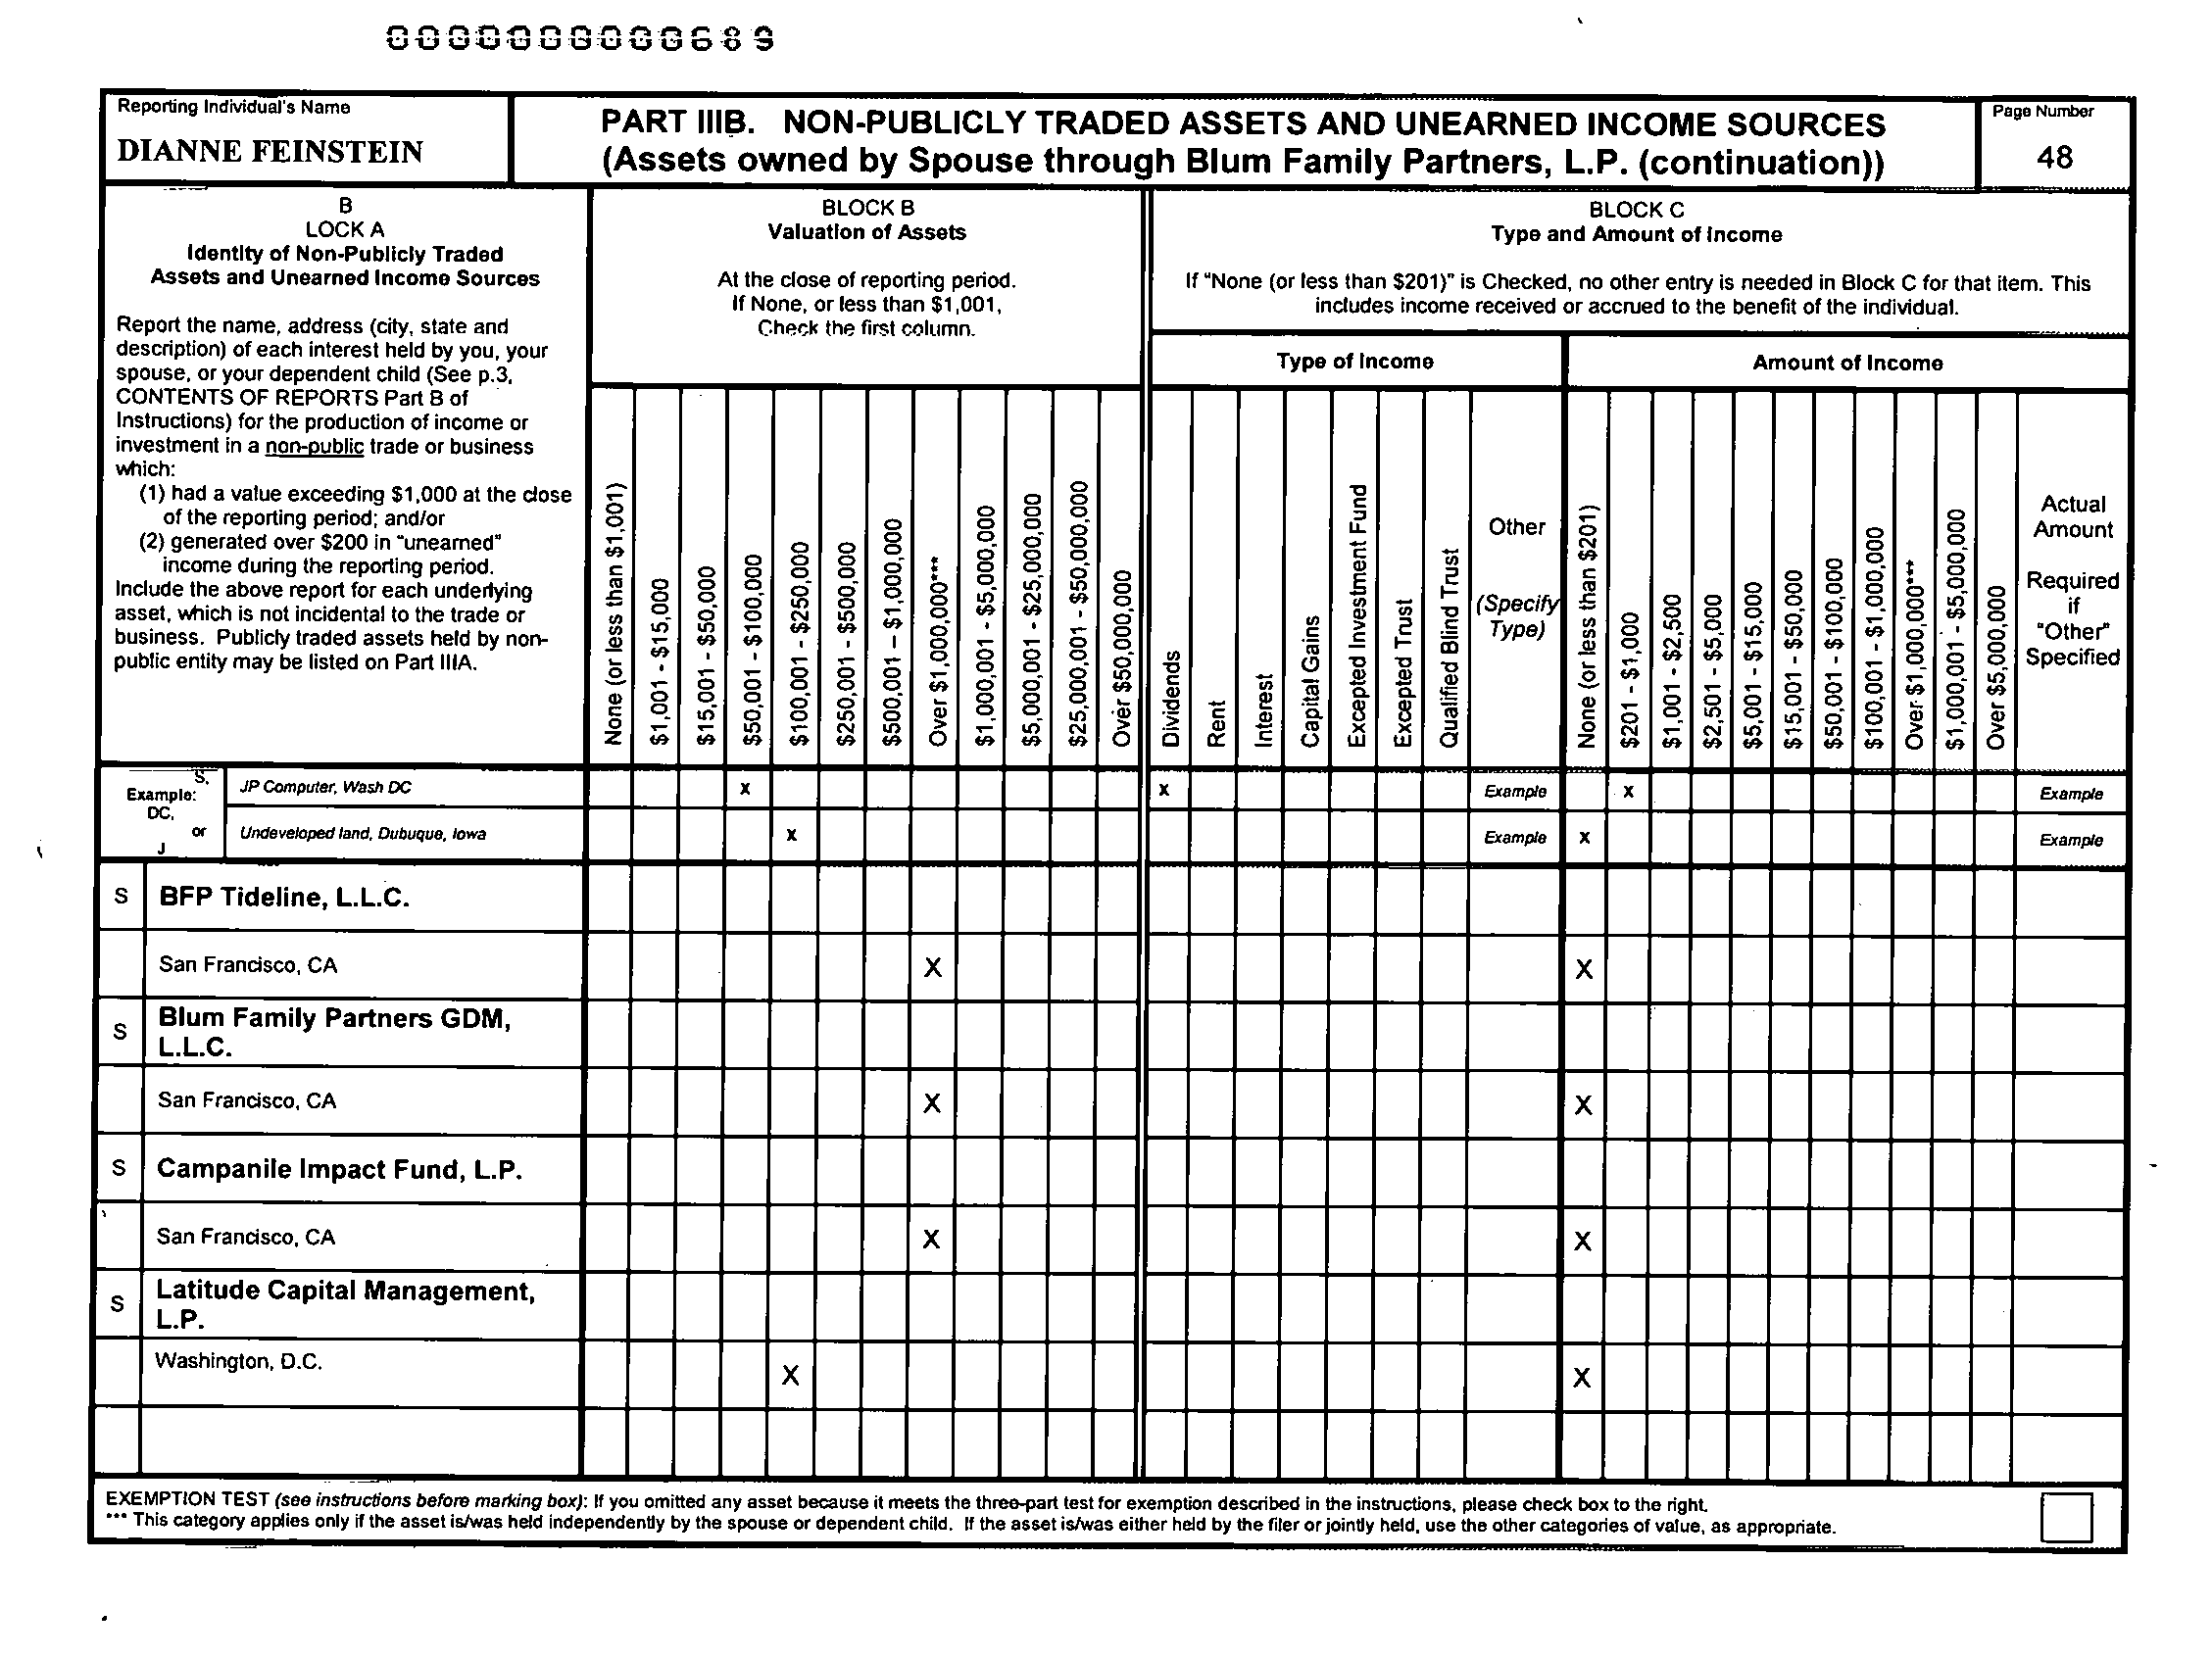 000000000689
Reporting Individual's Name
DIANNE FEINSTEIN
PART IIIB. NON-PUBLICLY TRADED ASSETS AND UNEARNED INCOME SOURCES
(Assets owned by Spouse through Blum Family Partners, L.P. (continuation))
Page Number
48
B
LOCK A
Identity of Non-Publicly Traded
Assets and Unearned Income Sources
Report the name, address (city, state and
description) of each interest held by you, your
spouse, or your dependent child (See p.3,
CONTENTS OF REPORTS Part B of
Instructions) for the production of income or
investment in a non-public trade or business
which:
(1) had a value exceeding $1,000 at the close
of the reporting period; and/or
(2) generated over $200 in "unearned"
income during the reporting period.
Include the above report for each underlying
asset, which is not incidental to the trade or
business. Publicly traded assets held by non-
public entity may be listed on Part IIIA.
BLOCK B
Valuation of Assets
At the close of reporting period.
If None, or less than $1,001,
Check the first column.
BLOCK C
Type and Amount of Income
If "None (or less than $201)" is Checked, no other entry is needed in Block C for that item. This
includes income received or accrued to the benefit of the individual.
Type of Income
Amount of Income
None (or less than $1,001)
$1,001 - $15,000
$15,001 - $50,000
$50,001 - $100,000
$100,001 - $250,000
$250,001 - $500,000
$500,001 – $1,000,000
Over $1,000,000***
$1,000,001 - $5,000,000
$5,000,001 - $25,000,000
$25,000,001 - $50,000,000
Over $50,000,000
Dividends
Rent
Interest
Capital Gains
Excepted Investment Fund
Excepted Trust
Qualified Blind Trust
Other
(Specify
Type)
None (or less than $201)
$201 - $1,000
$1,001 - $2,500
$2,501 - $5,000
$5,001 - $15,000
$15,001 - $50,000
$50,001 - $100,000
$100,001 - $1,000,000
Over $1,000,000***
$1,000,001 - $5,000,000
Over $5,000,000
Actual
Amount
Required
if
"Other"
Specified
S,
Example:
DC,
or
J
JP Computer, Wash DC x x Example x Example
Undeveloped land, Dubuque, Iowa x Example x Example
S BFP Tideline, L.L.C.
San Francisco, CA X X
S Blum Family Partners GDM,
L.L.C.
San Francisco, CA X X
S Campanile Impact Fund, L.P.
San Francisco, CA X X
S Latitude Capital Management,
L.P.
Washington, D.C. X X
EXEMPTION TEST (see instructions before marking box): If you omitted any asset because it meets the three-part test for exemption described in the instructions, please check box to the right.
*** This category applies only if the asset is/was held independently by the spouse or dependent child. If the asset is/was either held by the filer or jointly held, use the other categories of value, as appropriate.